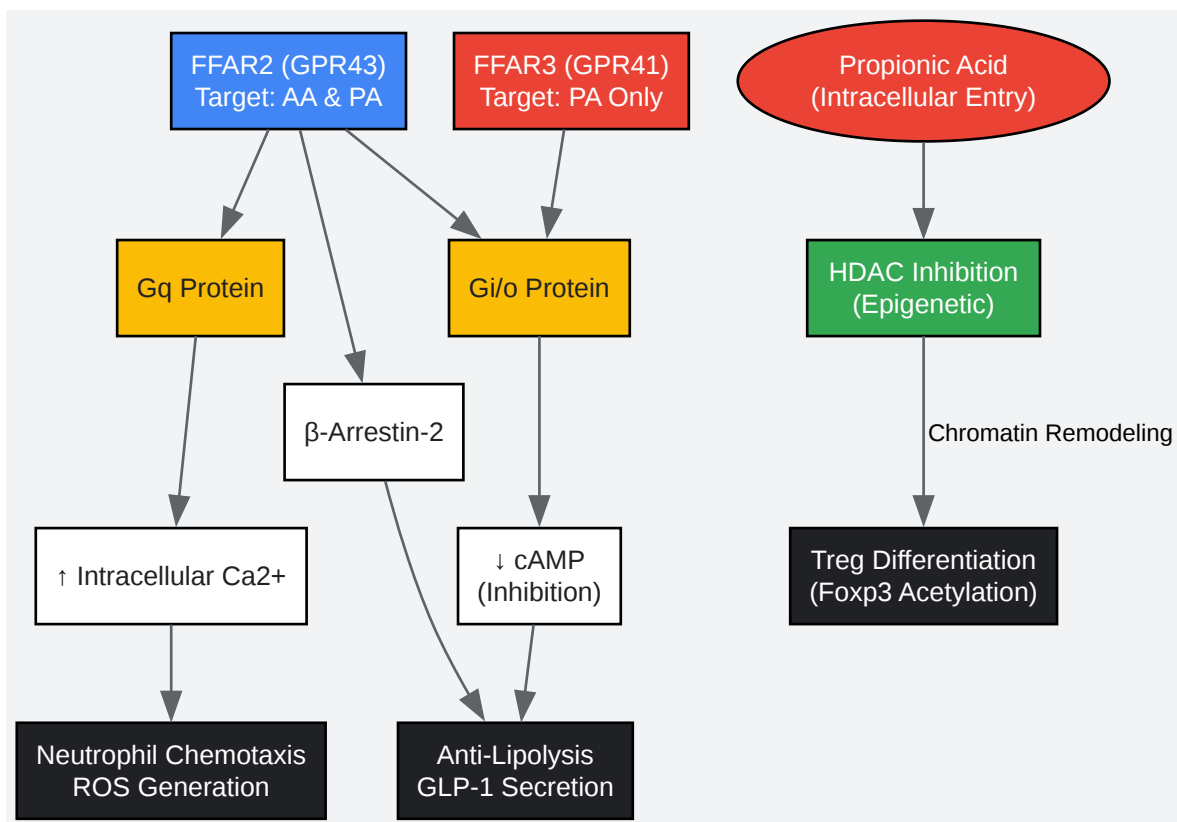 FFAR2 (GPR43)
Target: AA & PA
FFAR3 (GPR41)
Target: PA Only
Propionic Acid
(Intracellular Entry)
Gq Protein
Gi/o Protein
HDAC Inhibition
(Epigenetic)
β-Arrestin-2
Chromatin Remodeling
↑ Intracellular Ca2+
↓ cAMP
(Inhibition)
Treg Differentiation
(Foxp3 Acetylation)
Neutrophil Chemotaxis
ROS Generation
Anti-Lipolysis
GLP-1 Secretion